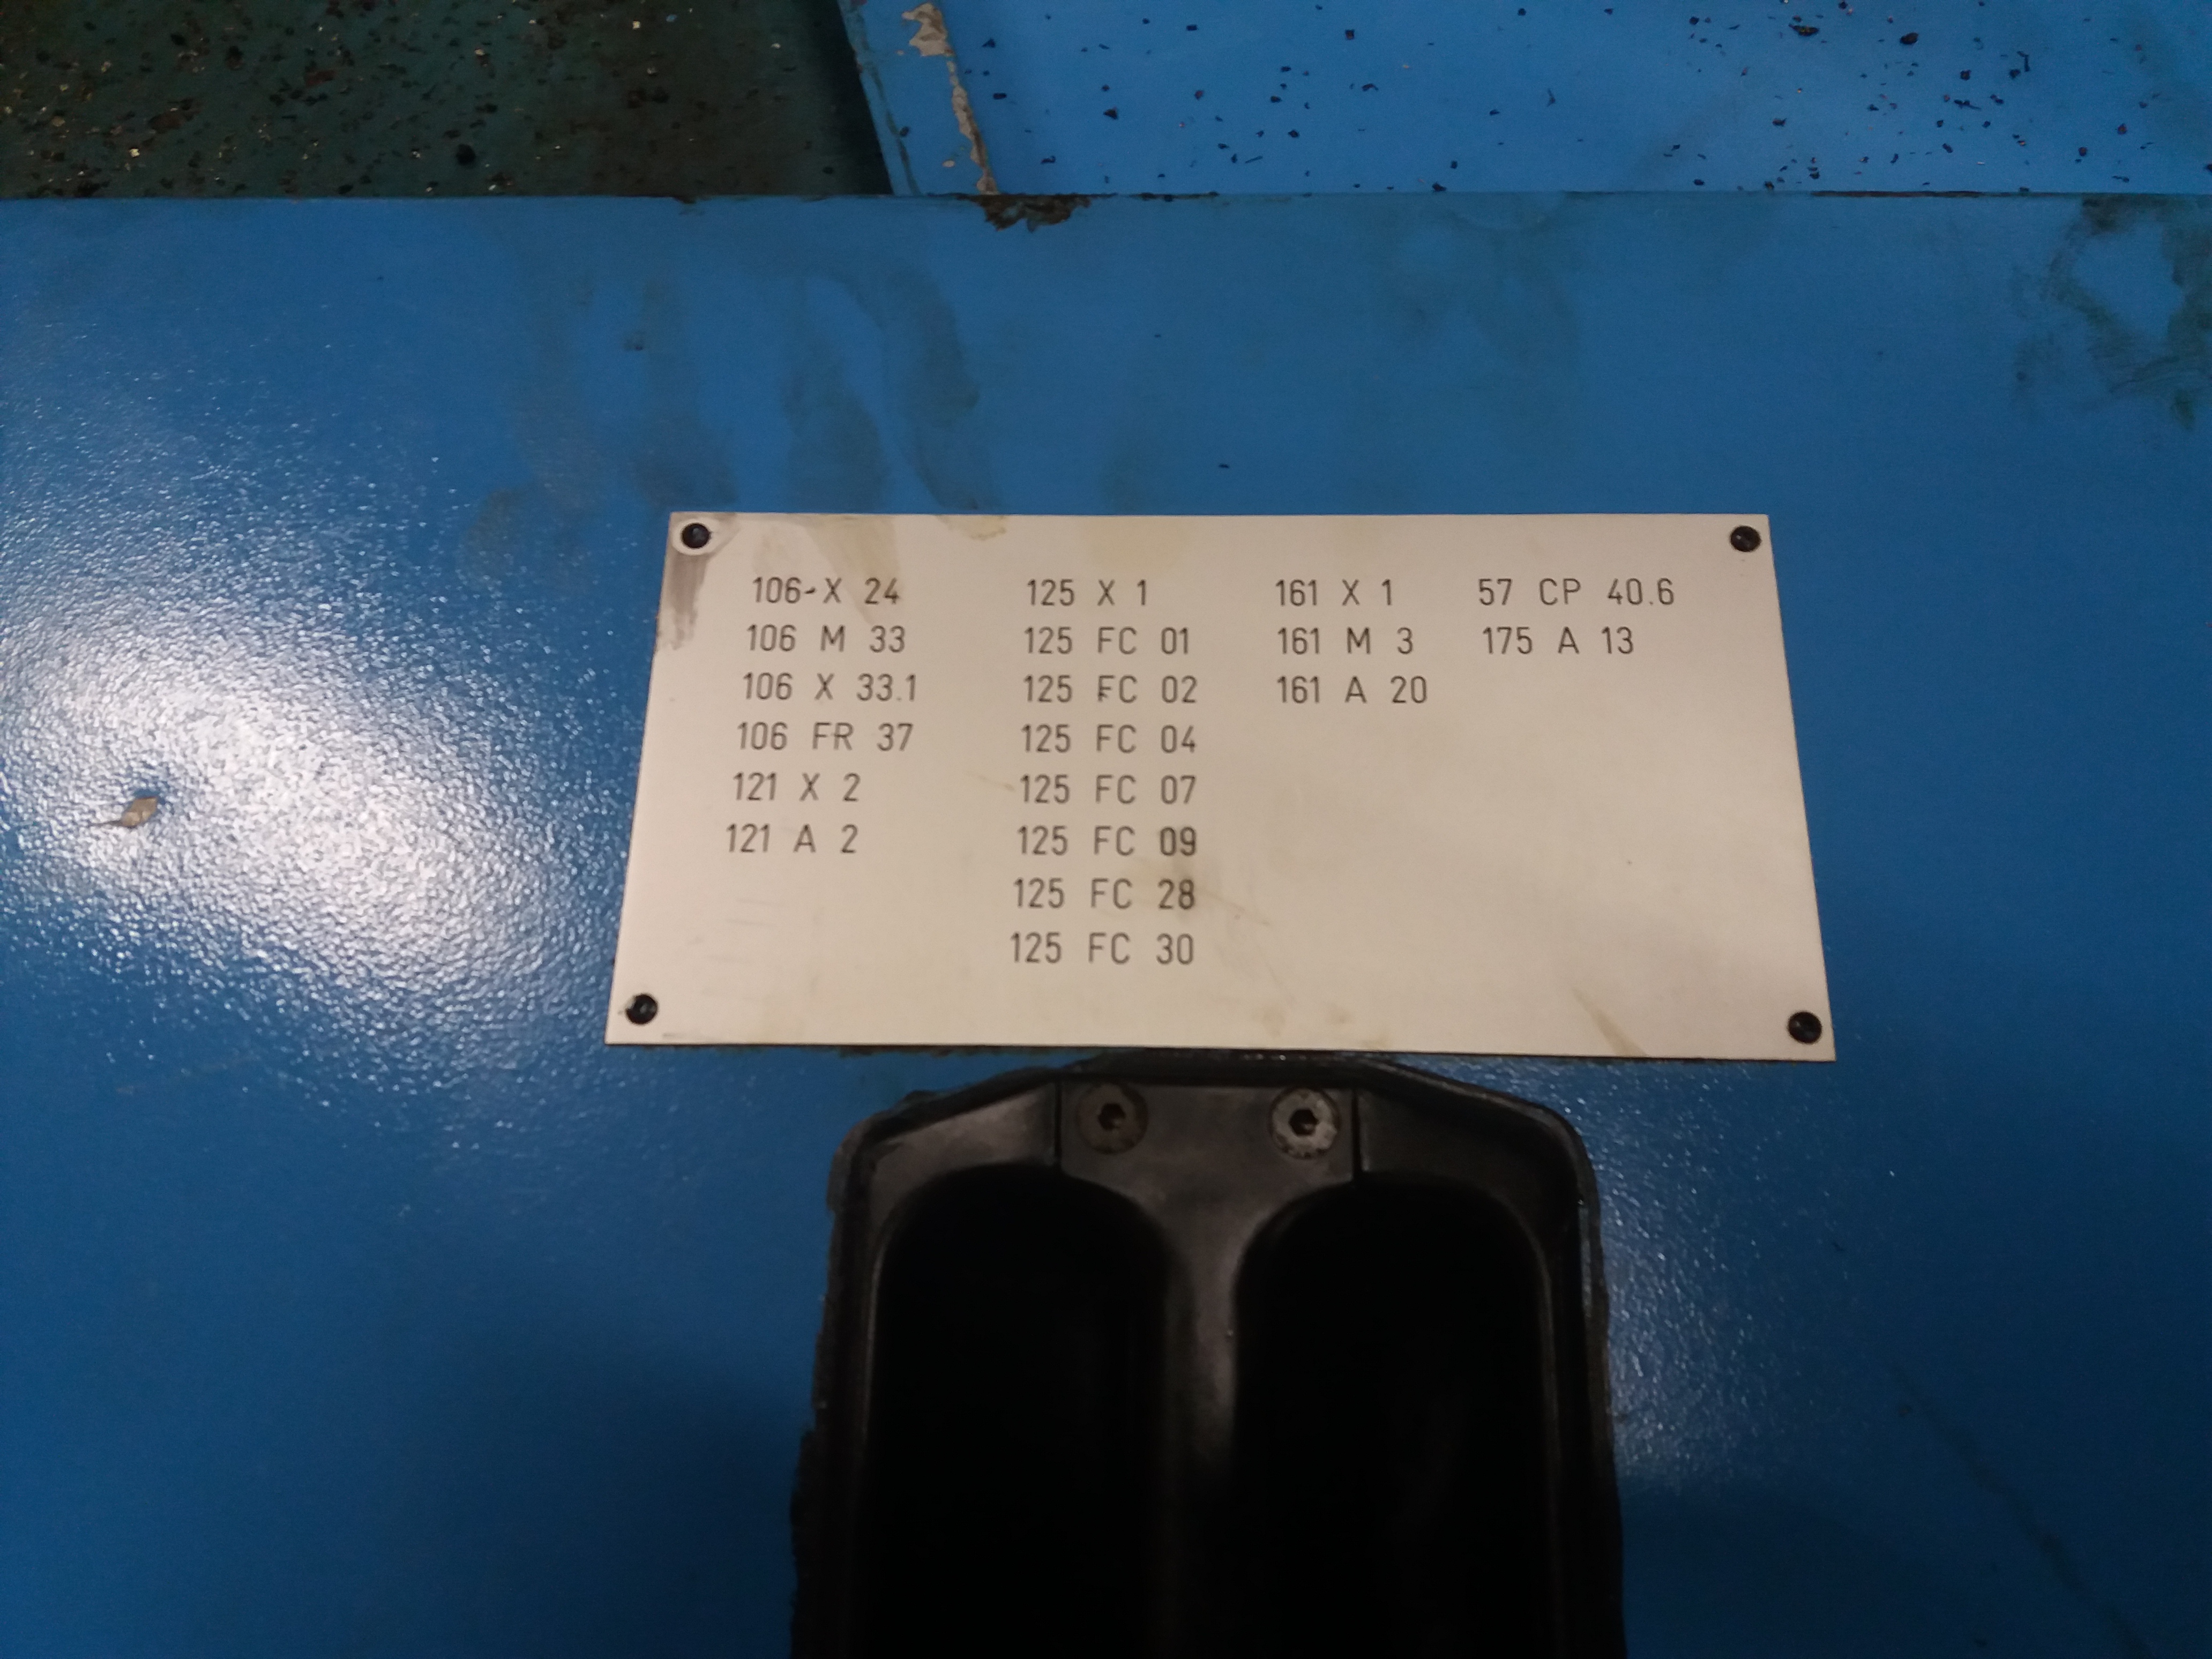 106 X 24
106 M 33
106 X 33.1
106 FR 37
121 X 2
121 A 2
125 X 1
125 FC 01
125 FC 02
125 FC 04
125 FC 07
125 FC 09
125 FC 28
125 FC 30
161 X 1
161 M 3
161 A 20
57 CP 40.6
175 A 13